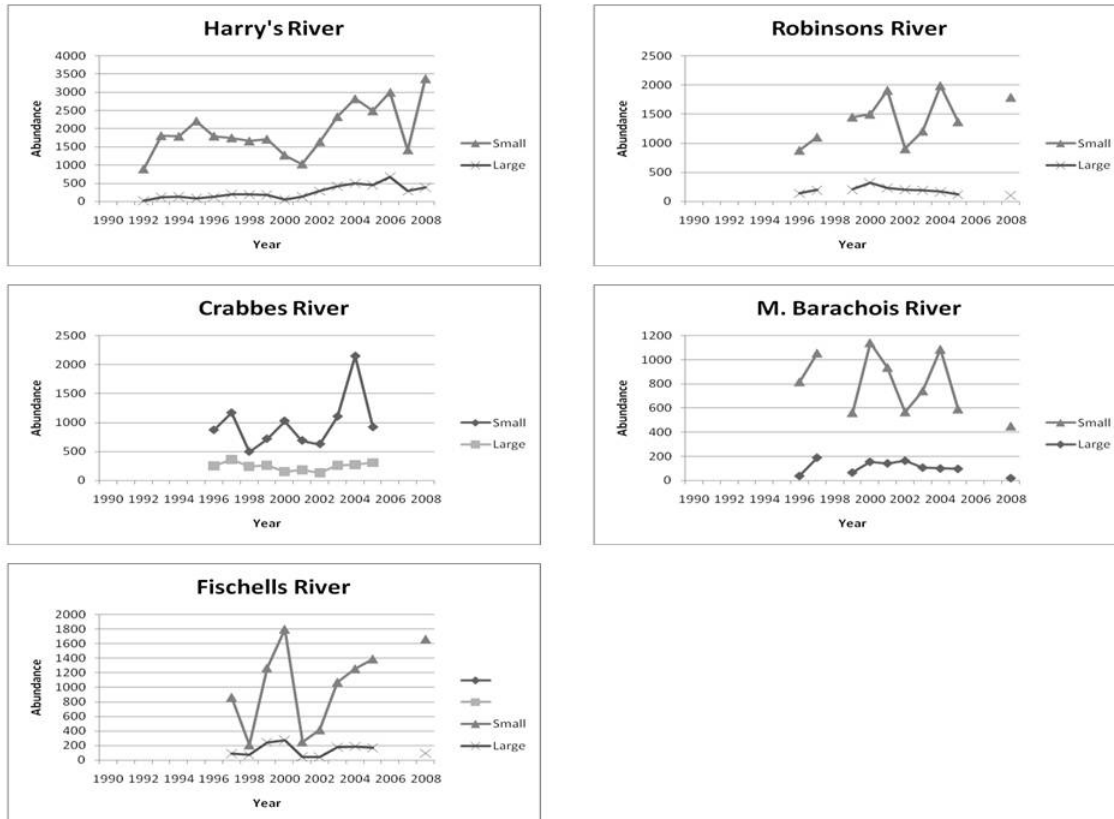 Harry's River
4000
3500
3000
2500
2000
1500
1000
500
0
Abundance
1990 1992 1994 1996 1998 2000 2002 2004 2006 2008
Year
Small
Large
Robinsons River
2500
2000
1500
1000
500
0
Abundance
1990 1992 1994 1996 1998 2000 2002 2004 2006 2008
Year
Small
Large
Crabbes River
2500
2000
1500
1000
500
0
Abundance
1990 1992 1994 1996 1998 2000 2002 2004 2006 2008
Year
Small
Large
M. Barachois River
1200
1000
800
600
400
200
0
Abundance
1990 1992 1994 1996 1998 2000 2002 2004 2006 2008
Year
Small
Large
Fischells River
2000
1800
1600
1400
1200
1000
800
600
400
200
0
Abundance
1990 1992 1994 1996 1998 2000 2002 2004 2006 2008
Year
Small
Large